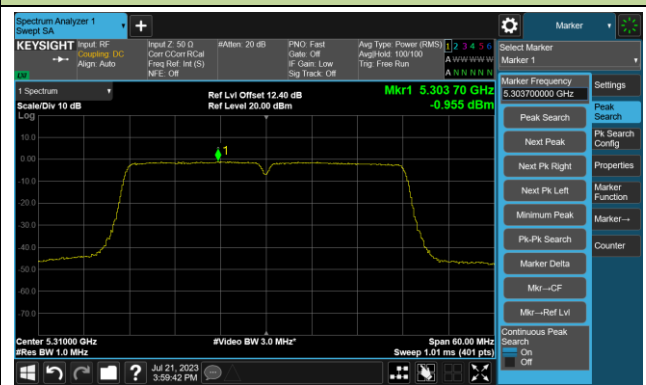 Spectrum Analyzer 1
Swept SA
Marker
KEYSIGHT
Input: RF
Coupling: DC
Align: Auto
Input Z: 50 Ω
Corr CCorr RCal
Freq Ref: Int (S)
NFE: Off
#Atten: 20 dB
PNO: Fast
Gate: Off
IF Gain: Low
Sig Track: Off
Avg Type: Power (RMS)
Avg|Hold: 100/100
Trig: Free Run
1 2 3 4 5 6
A W W W W W
A N N N N N
Select Marker
Marker 1
LXI
1 Spectrum
Scale/Div 10 dB
Log
Ref Lvl Offset 12.40 dB
Ref Level 20.00 dBm
Mkr1 5.303 70 GHz
-0.955 dBm
1
10.0
0.00
-10.0
-20.0
-30.0
-40.0
-50.0
-60.0
-70.0
Center 5.31000 GHz
#Res BW 1.0 MHz
#Video BW 3.0 MHz*
Span 60.00 MHz
Sweep 1.01 ms (401 pts)
Marker Frequency
5.303700000 GHz
Peak Search
Next Peak
Next Pk Right
Next Pk Left
Minimum Peak
Pk-Pk Search
Marker Delta
Mkr→CF
Mkr→Ref Lvl
Continuous Peak
Search
On
Off
Settings
Peak
Search
Pk Search
Config
Properties
Marker
Function
Marker→
Counter
?
Jul 21, 2023
3:59:42 PM